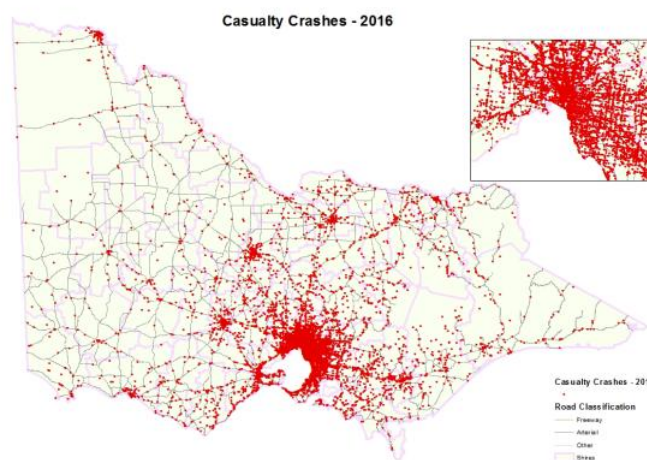 Casualty Crashes - 2016
Casualty Crashes - 201
Road Classification
Freeway
Arterial
Other
Shires